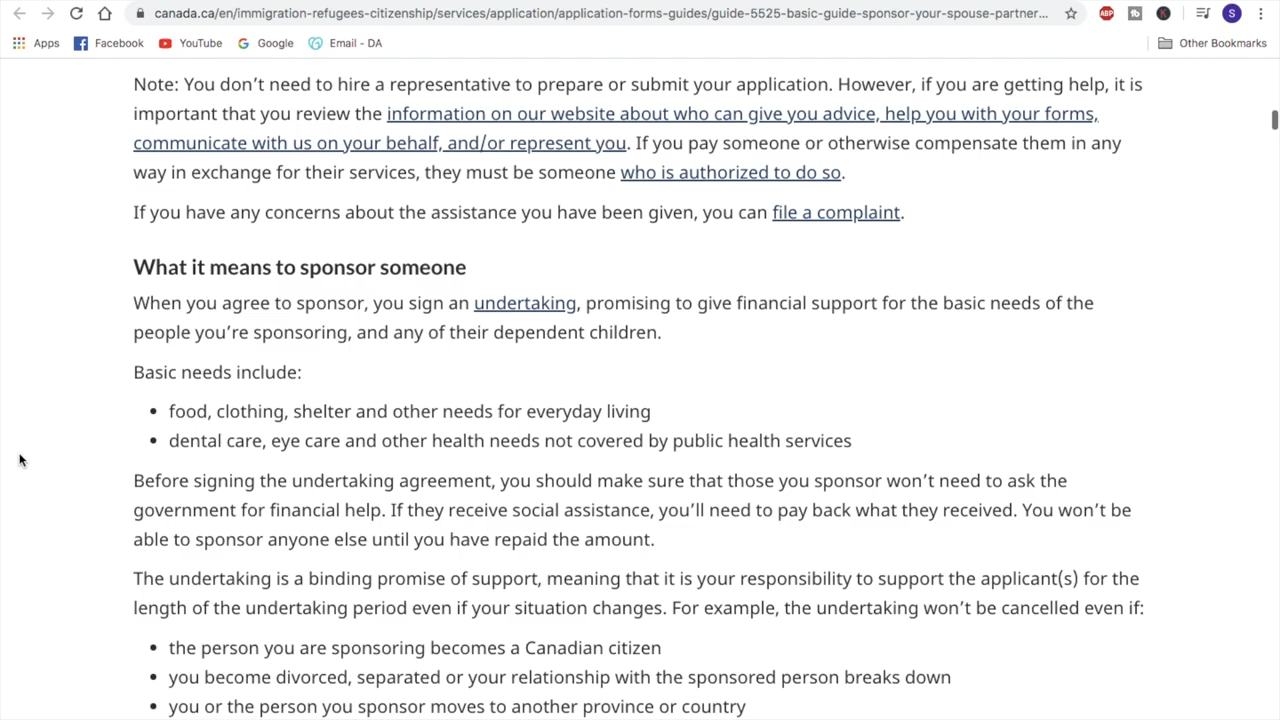 canada.ca/en/immigration-refugees-citizenship/services/application/application-forms-guides/guide-5525-basic-guide-sponsor-your-spouse-partner...
ABP
S
Apps
Facebook
YouTube
Google
Email - DA
Other Bookmarks
Note: You don’t need to hire a representative to prepare or submit your application. However, if you are getting help, it is
important that you review the information on our website about who can give you advice, help you with your forms,
communicate with us on your behalf, and/or represent you. If you pay someone or otherwise compensate them in any
way in exchange for their services, they must be someone who is authorized to do so.
If you have any concerns about the assistance you have been given, you can file a complaint.
What it means to sponsor someone
When you agree to sponsor, you sign an undertaking, promising to give financial support for the basic needs of the
people you’re sponsoring, and any of their dependent children.
Basic needs include:
• food, clothing, shelter and other needs for everyday living
• dental care, eye care and other health needs not covered by public health services
Before signing the undertaking agreement, you should make sure that those you sponsor won’t need to ask the
government for financial help. If they receive social assistance, you’ll need to pay back what they received. You won’t be
able to sponsor anyone else until you have repaid the amount.
The undertaking is a binding promise of support, meaning that it is your responsibility to support the applicant(s) for the
length of the undertaking period even if your situation changes. For example, the undertaking won’t be cancelled even if:
• the person you are sponsoring becomes a Canadian citizen
• you become divorced, separated or your relationship with the sponsored person breaks down
• you or the person you sponsor moves to another province or country